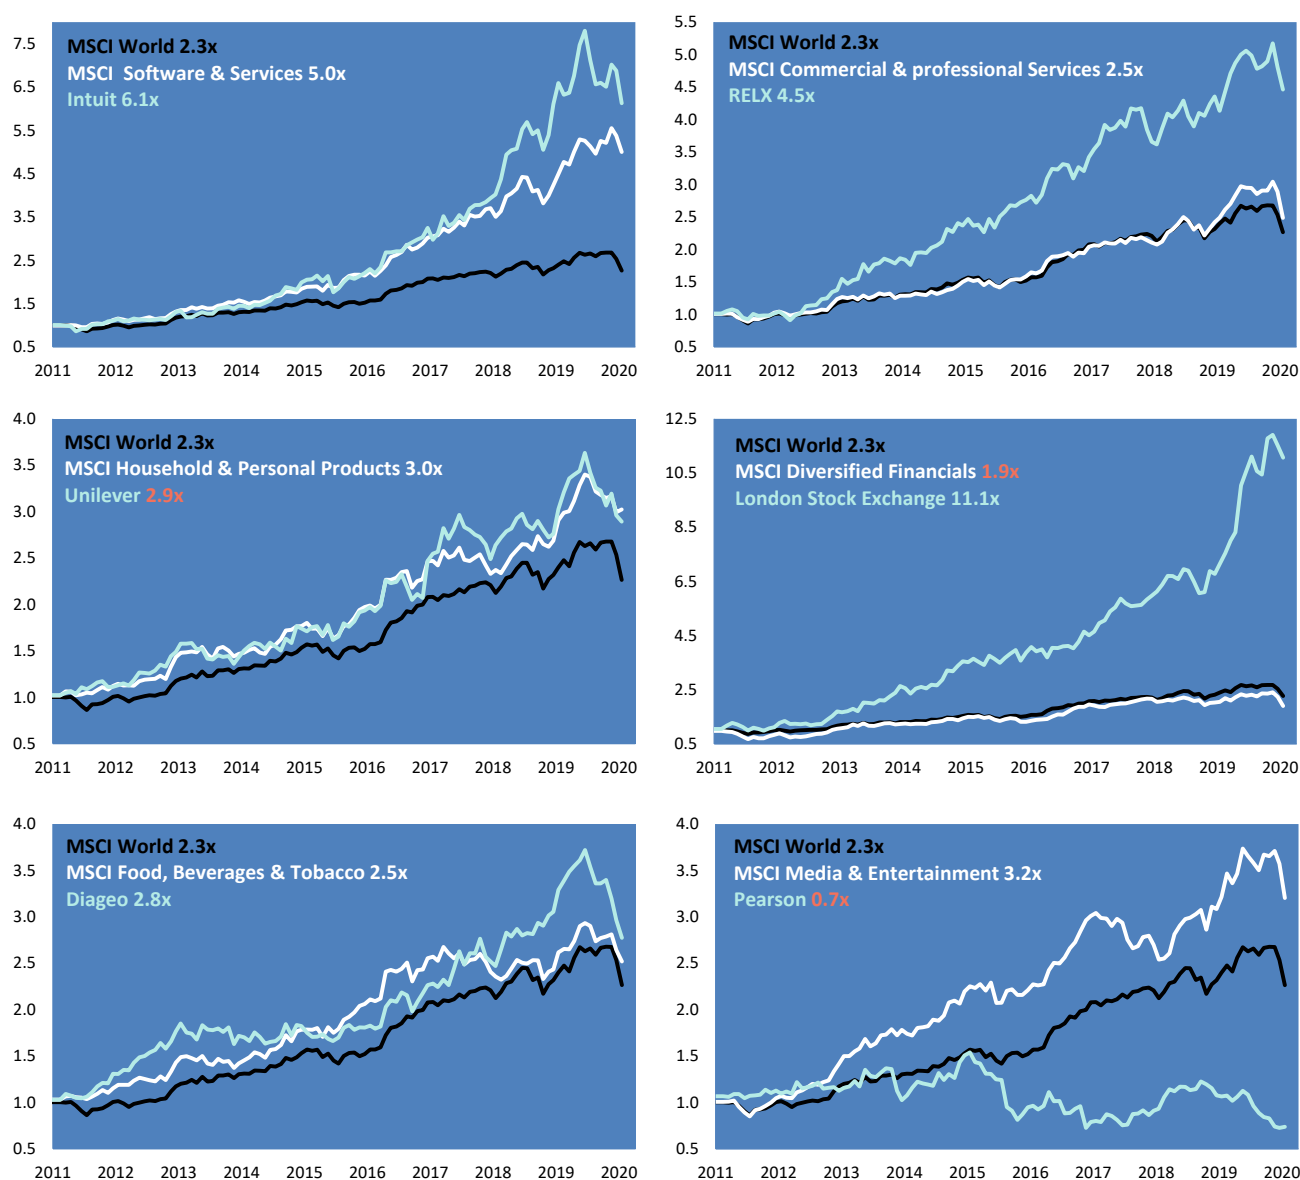 MSCI World 2.3x
MSCI  Software & Services 5.0x
Intuit 6.1x
7.5
6.5
5.5
4.5
3.5
2.5
1.5
0.5
2011 2012 2013 2014 2015 2016 2017 2018 2019 2020
MSCI World 2.3x
MSCI Commercial & professional Services 2.5x
RELX 4.5x
5.5
5.0
4.5
4.0
3.5
3.0
2.5
2.0
1.5
1.0
0.5
2011 2012 2013 2014 2015 2016 2017 2018 2019 2020
MSCI World 2.3x
MSCI Household & Personal Products 3.0x
Unilever 2.9x
4.0
3.5
3.0
2.5
2.0
1.5
1.0
0.5
2011 2012 2013 2014 2015 2016 2017 2018 2019 2020
MSCI World 2.3x
MSCI Diversified Financials 1.9x
London Stock Exchange 11.1x
12.5
10.5
8.5
6.5
4.5
2.5
0.5
2011 2012 2013 2014 2015 2016 2017 2018 2019 2020
MSCI World 2.3x
MSCI Food, Beverages & Tobacco 2.5x
Diageo 2.8x
4.0
3.5
3.0
2.5
2.0
1.5
1.0
0.5
2011 2012 2013 2014 2015 2016 2017 2018 2019 2020
MSCI World 2.3x
MSCI Media & Entertainment 3.2x
Pearson 0.7x
4.0
3.5
3.0
2.5
2.0
1.5
1.0
0.5
2011 2012 2013 2014 2015 2016 2017 2018 2019 2020